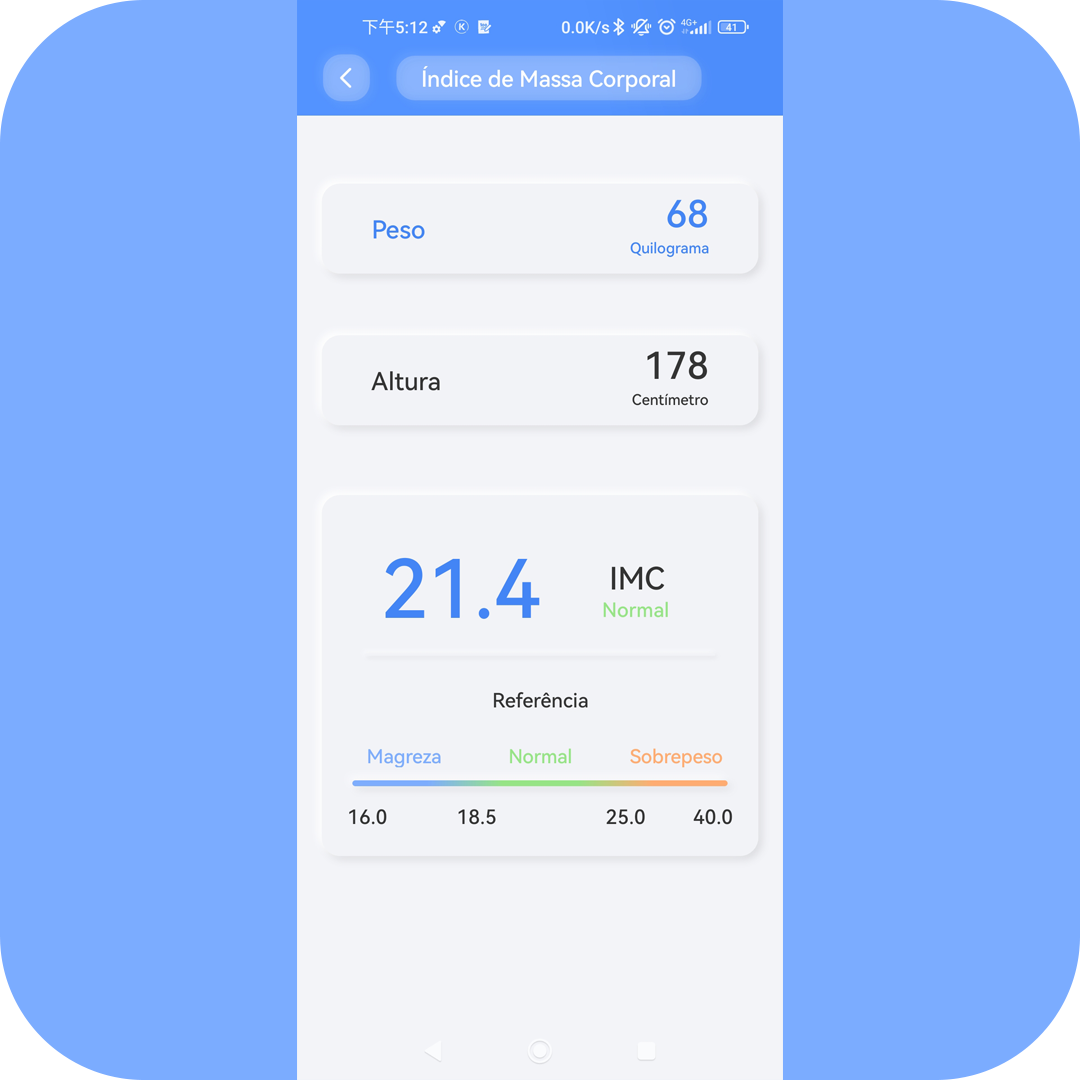 下午5:12 K 0.0K/s 4G+ 41
Índice de Massa Corporal
Peso
68
Quilograma
Altura
178
Centímetro
21.4
IMC
Normal
Referência
Magreza Normal Sobrepeso
16.0 18.5 25.0 40.0